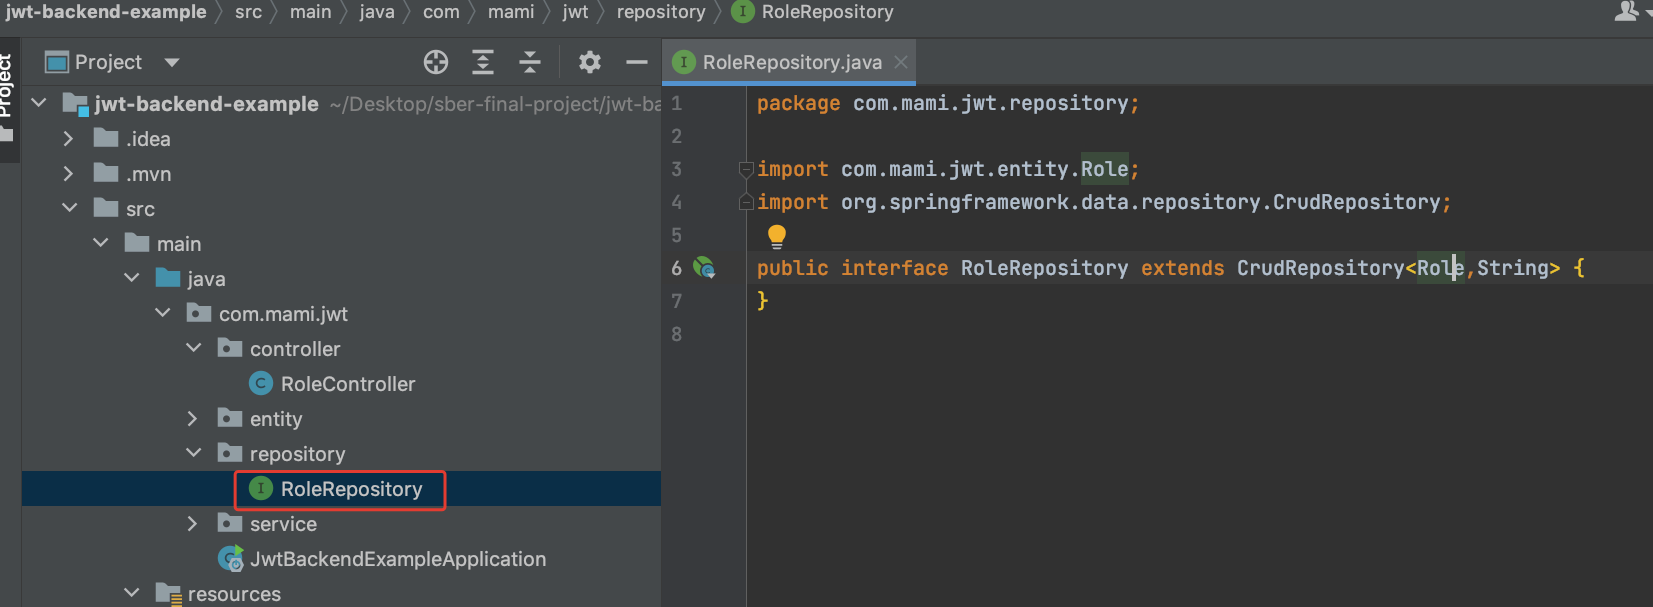 jwt-backend-example src main java com mami jwt repository I RoleRepository
Project
Project
I RoleRepository.java
jwt-backend-example ~/Desktop/sber-final-project/jwt-ba
.idea
.mvn
src
main
java
com.mami.jwt
controller
C RoleController
entity
repository
I RoleRepository
service
JwtBackendExampleApplication
resources
1 package com.mami.jwt.repository;
2
3 import com.mami.jwt.entity.Role;
4 import org.springframework.data.repository.CrudRepository;
5
6 public interface RoleRepository extends CrudRepository<Role,String> {
7 }
8